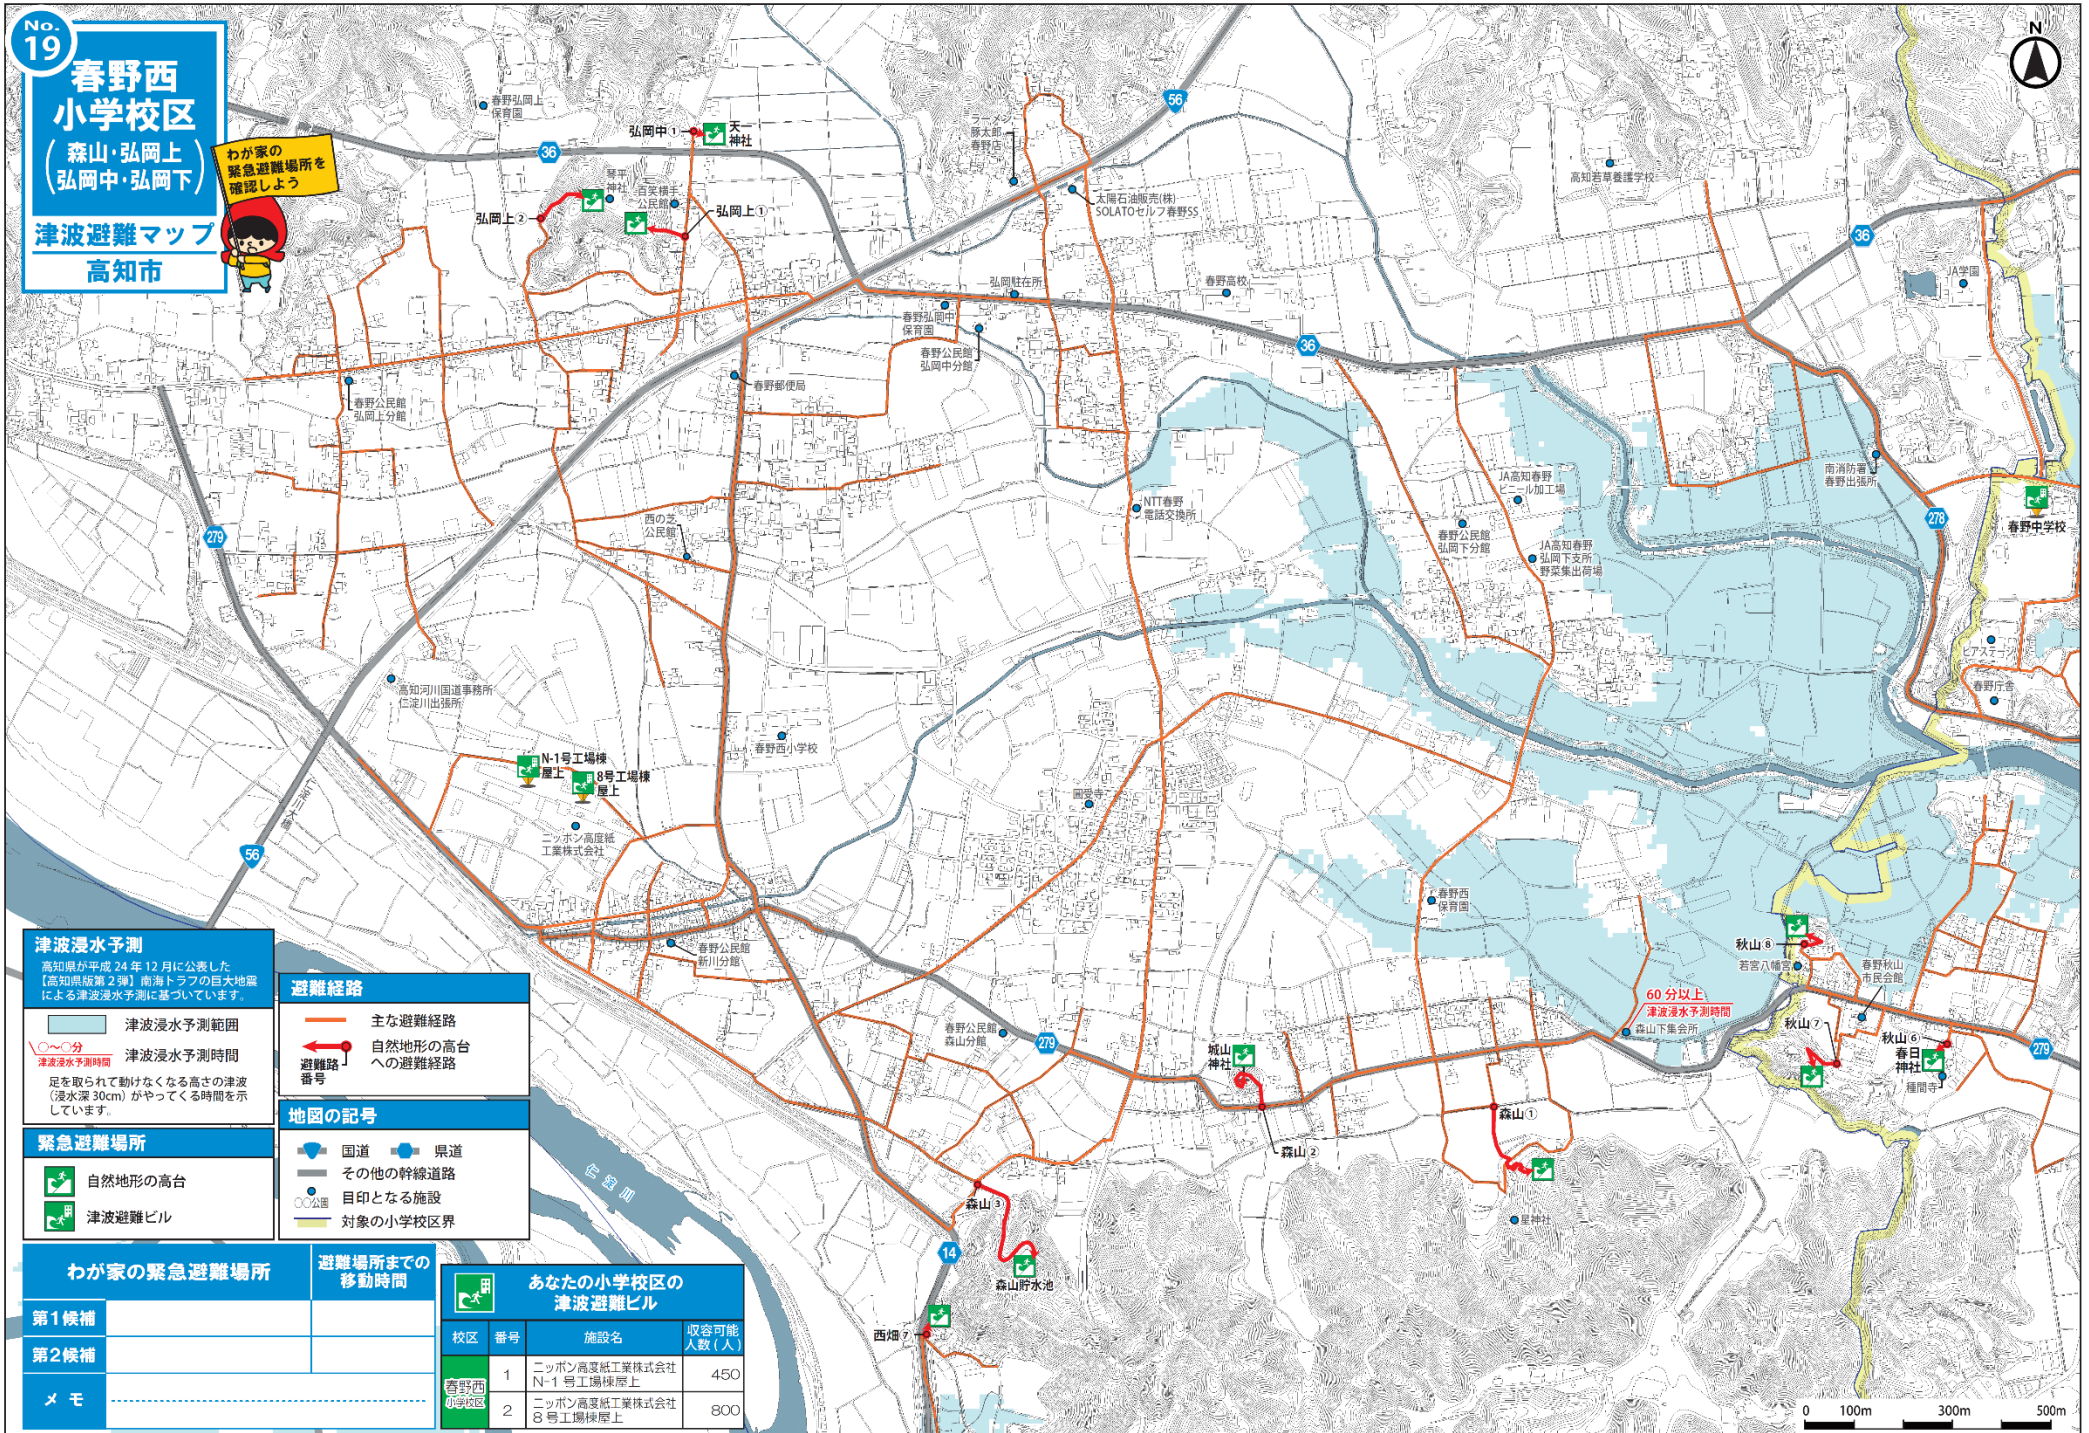 No.
19
春野西
小学校区
(森山・弘岡上
弘岡中・弘岡下)
津波避難マップ
高知市
わが家の
緊急避難場所を
確認しよう
N
春野弘岡上
保育園
36
弘岡中①
天一
神社
琴平
神社
百笑横手
公民館
弘岡上②
弘岡上①
ラーメン
豚太郎
春野店
56
太陽石油販売(株)
SOLATOセルフ春野SS
高知若草養護学校
36
JA学園
弘岡駐在所
春野高校
春野弘岡中
保育園
春野公民館
弘岡中分館
36
春野郵便局
春野公民館
弘岡上分館
279
西の芝
公民館
NTT春野
電話交換所
JA高知春野
ビニール加工場
春野公民館
弘岡下分館
JA高知春野
弘岡下支所
野菜集出荷場
南消防署
春野出張所
278
春野中学校
ピアステージ
春野庁舎
高知河川国道事務所
仁淀川出張所
春野西小学校
N-1号工場棟
屋上
8号工場棟
屋上
ニッポン高度紙
工業株式会社
仁淀川大橋
56
圓受寺
春野西
保育園
春野公民館
新川分館
秋山⑧
若宮八幡宮
春野秋山
市民会館
60分以上
津波浸水予測時間
森山下集会所
秋山⑦
秋山⑥
春日
神社
種間寺
279
春野公民館
森山分館
279
城山
神社
森山②
森山①
星神社
森山③
森山貯水池
14
西畑⑦
仁淀川
津波浸水予測
高知県が平成24年12月に公表した
【高知県版第2弾】南海トラフの巨大地震
による津波浸水予測に基づいています。
津波浸水予測範囲
○～○分
津波浸水予測時間
津波浸水予測時間
足を取られて動けなくなる高さの津波
(浸水深30cm)がやってくる時間を示
しています。
緊急避難場所
自然地形の高台
津波避難ビル
避難経路
主な避難経路
避難路
番号
自然地形の高台
への避難経路
地図の記号
国道
県道
その他の幹線道路
○○公園
目印となる施設
対象の小学校区界
わが家の緊急避難場所
避難場所までの
移動時間
第1候補
第2候補
メモ
あなたの小学校区の
津波避難ビル
校区 番号 施設名 収容可能
人数(人)
春野西
小学校区
1 ニッポン高度紙工業株式会社
N-1号工場棟屋上 450
2 ニッポン高度紙工業株式会社
8号工場棟屋上 800
0 100m 300m 500m